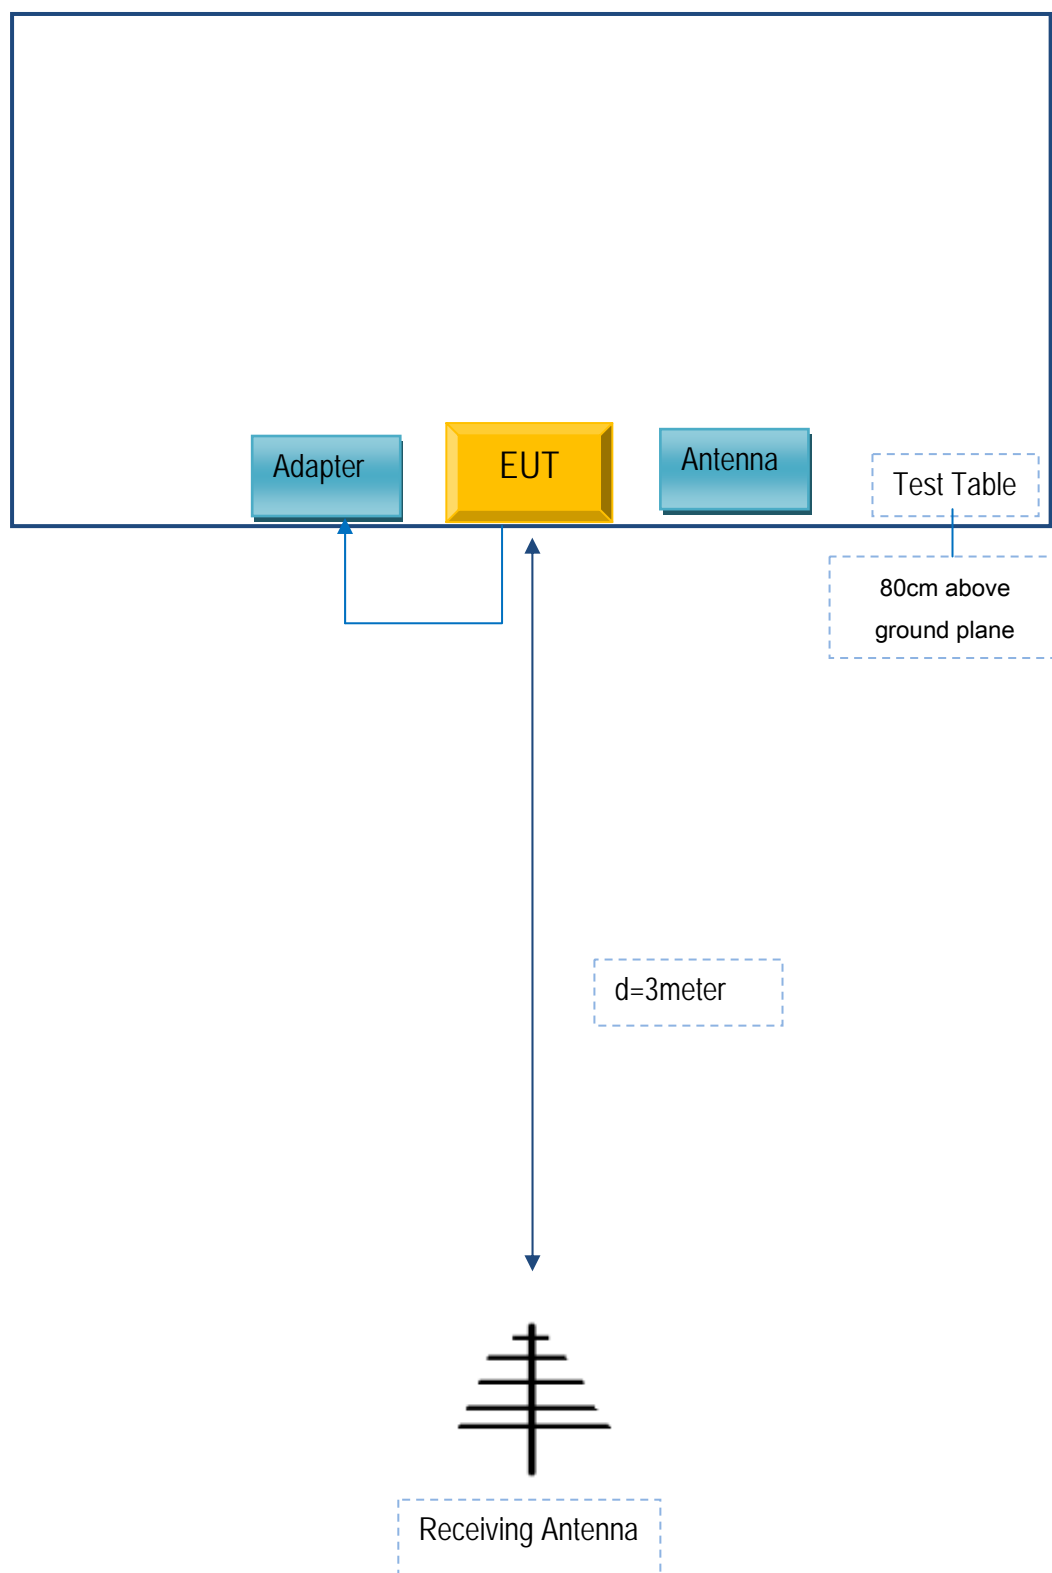 Adapter
EUT
Antenna
Test Table
80cm above
ground plane
d=3meter
Receiving Antenna